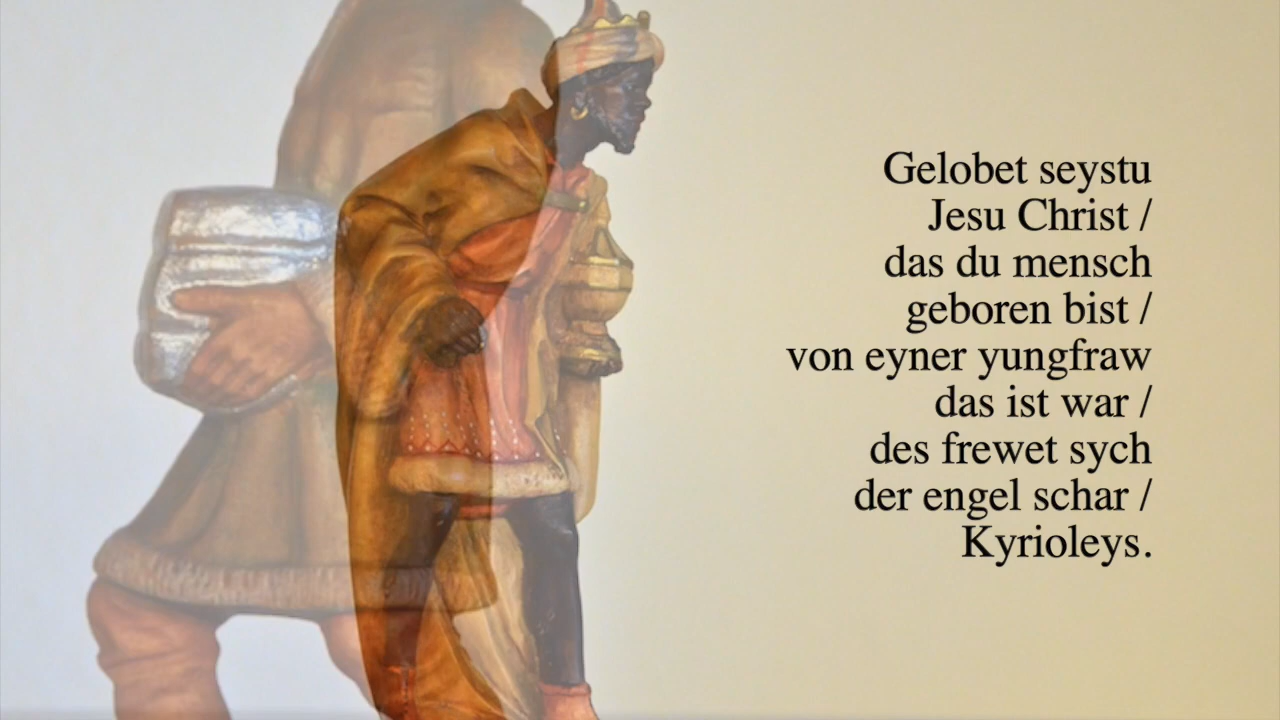 Gelobet seystu
Jesu Christ /
das du mensch
geboren bist /
von eyner yungfraw
das ist war /
des frewet sych
der engel schar /
Kyrioleys.